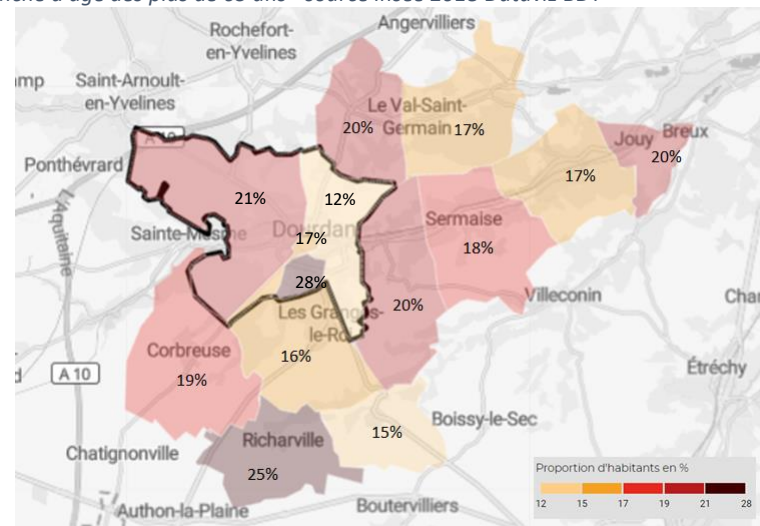 Rochefort-
en-Yvelines
Angervilliers
Saint-Arnoult-
en-Yvelines
Le Val-Saint-
Germain
17%
20%
A 10
Jouy
Breux
20%
Ponthévrard
17%
21%
12%
L'Aquitaine
Sainte-Mesme
Dourdan
17%
Sermaise
18%
28%
Villeconin
20%
Les Granges-
le-Roi
Corbreuse
16%
19%
A 10
Étréchy
15%
Boissy-le-Sec
Chatignonville
Richarville
25%
Authon-la-Plaine
Boutervilliers
Proportion d'habitants en %
12 15 17 19 21 28